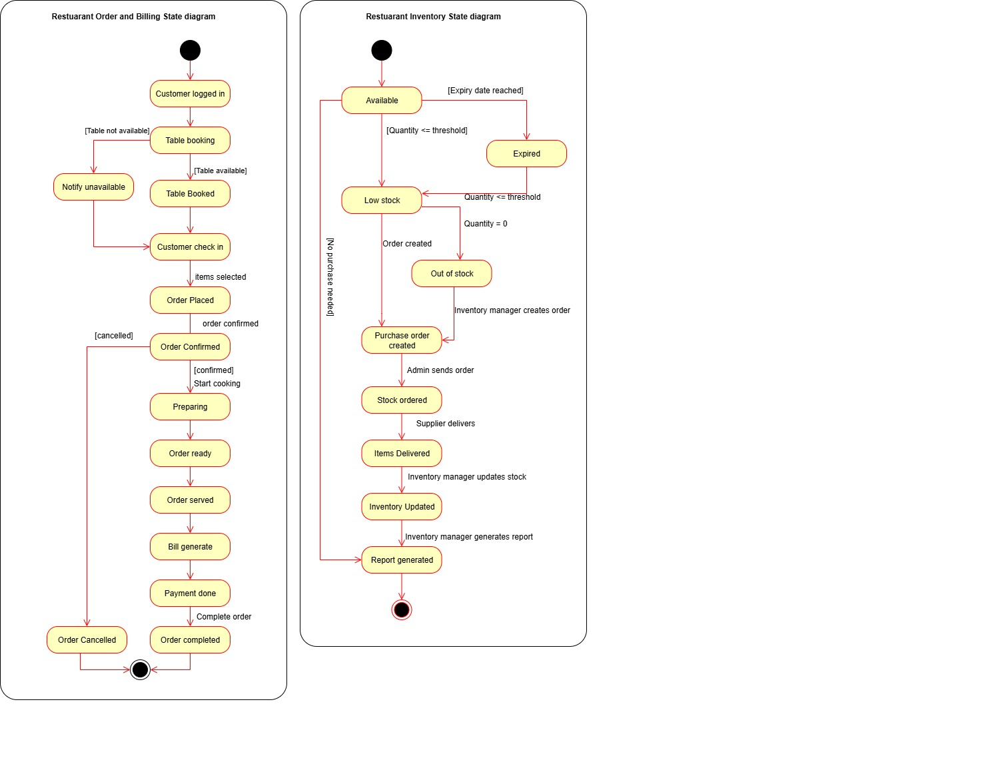 Restuarant Order and Billing State diagram
Customer logged in
[Table not available]
Table booking
[Table available]
Notify unavailable
Table Booked
Customer check in
items selected
Order Placed
order confirmed
[cancelled]
Order Confirmed
[confirmed]
Start cooking
Preparing
Order ready
Order served
Bill generate
Payment done
Complete order
Order Cancelled
Order completed
Restuarant Inventory State diagram
[Expiry date reached]
Available
[Quantity <= threshold]
Expired
Low stock
Quantity <= threshold
Quantity = 0
[No purchase needed]
Order created
Out of stock
Inventory manager creates order
Purchase order
created
Admin sends order
Stock ordered
Supplier delivers
Items Delivered
Inventory manager updates stock
Inventory Updated
Inventory manager generates report
Report generated